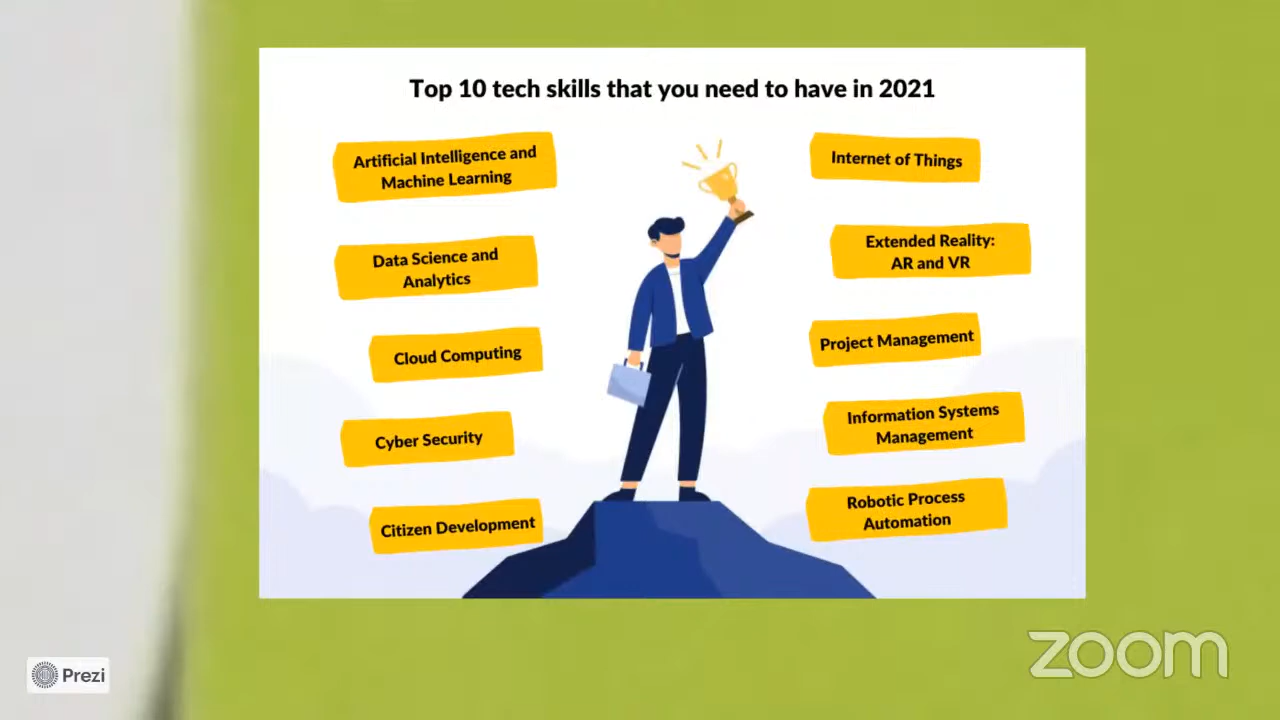 Top 10 tech skills that you need to have in 2021
Artificial Intelligence and
Machine Learning
Data Science and
Analytics
Cloud Computing
Cyber Security
Citizen Development
Internet of Things
Extended Reality:
AR and VR
Project Management
Information Systems
Management
Robotic Process
Automation
Prezi
zoom